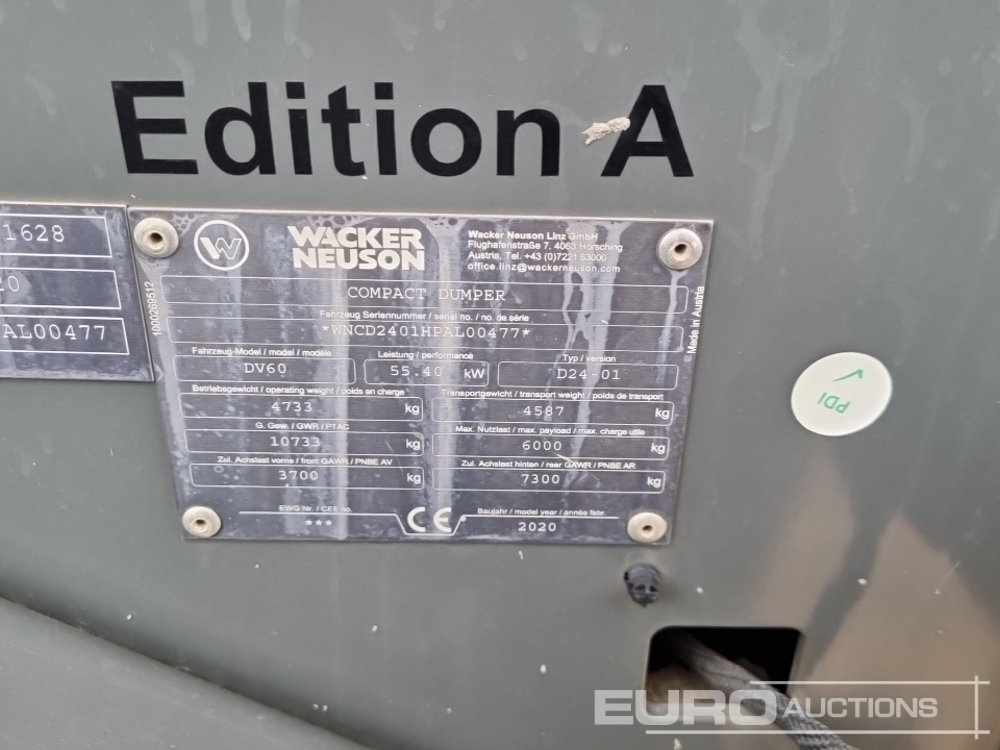 Edition A
1628
20
AL00477
WACKER
NEUSON
Wacker Neuson Linz GmbH
Flughafenstraße 7, 4063 Hörsching
Austria, Tel. +43 (0)7221 63000
office.linz@wackerneuson.com
1000269512
COMPACT DUMPER
Made in Austria
Fahrzeug Seriennummer / serial no. / no. de série
*WNCD2401HPAL00477*
Fahrzeug-Model / model / modèle
DV60
Leistung / performance
55.40 kW
Typ / version
D24-01
Betriebsgewicht / operating weight / poids en charge
4733 kg
Transportgewicht / transport weight / poids de transport
4587 kg
G. Gew. / GWR / PTAC
10733 kg
Max. Nutzlast / max. payload / max. charge utile
6000 kg
Zul. Achslast vorne / front GAWR / PNBE AV
3700 kg
Zul. Achslast hinten / rear GAWR / PNBE AR
7300 kg
EWG Nr. / CEE no.
***
CE
Baujahr / model year / année fabr.
2020
PDI
EURO AUCTIONS